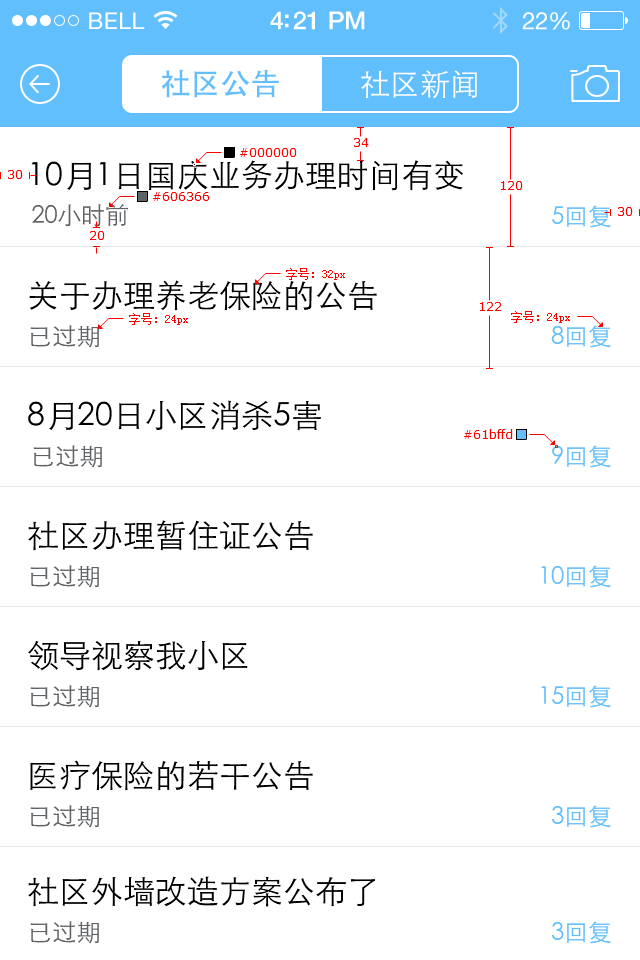 BELL 4:21 PM 22%
社区公告 社区新闻
34
#000000
30 10月1日国庆业务办理时间有变 120
#606366
20小时前 5回复 30
20
字号: 32px
关于办理养老保险的公告 122
字号: 24px 字号: 24px
已过期 8回复
8月20日小区消杀5害
#61bffd
已过期 9回复
社区办理暂住证公告
已过期 10回复
领导视察我小区
已过期 15回复
医疗保险的若干公告
已过期 3回复
社区外墙改造方案公布了
已过期 3回复